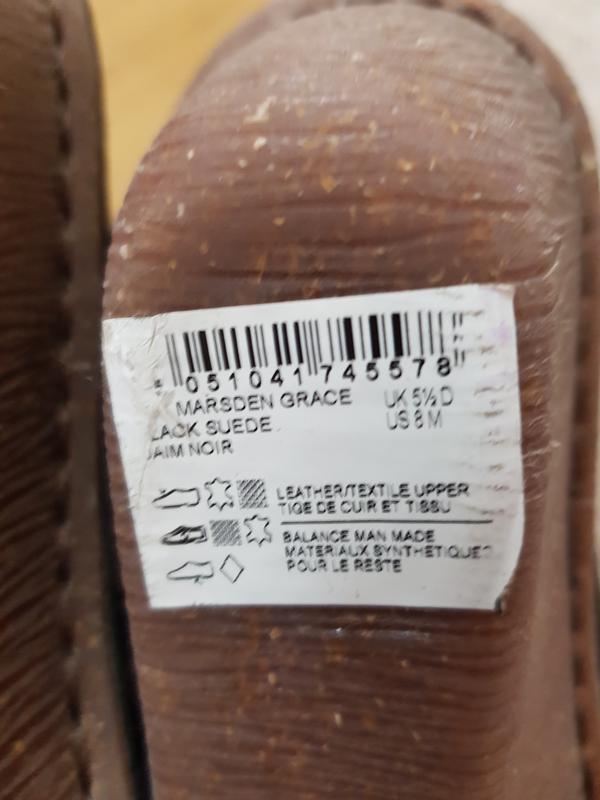 051041745578
MARSDEN GRACE UK 5½ D
LACK SUEDE US 8 M
AIM NOIR
LEATHER/TEXTILE UPPER
TIGE DE CUIR ET TISSU
BALANCE MAN MADE
MATERIAUX SYNTHETIQUE
POUR LE RESTE